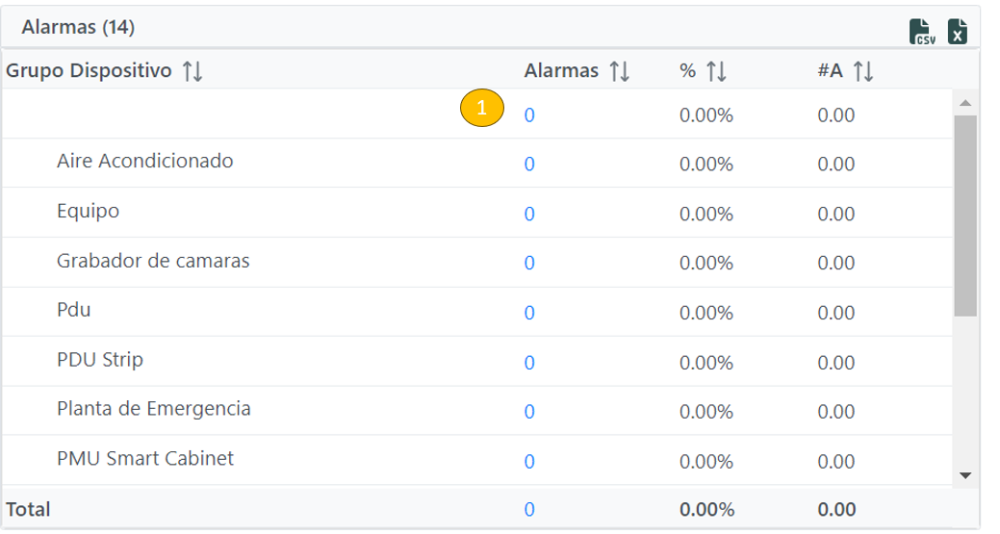 Alarmas (14)
CSV X
Grupo Dispositivo Alarmas % #A
1 0 0.00% 0.00
Aire Acondicionado 0 0.00% 0.00
Equipo 0 0.00% 0.00
Grabador de camaras 0 0.00% 0.00
Pdu 0 0.00% 0.00
PDU Strip 0 0.00% 0.00
Planta de Emergencia 0 0.00% 0.00
PMU Smart Cabinet 0 0.00% 0.00
Total 0 0.00% 0.00